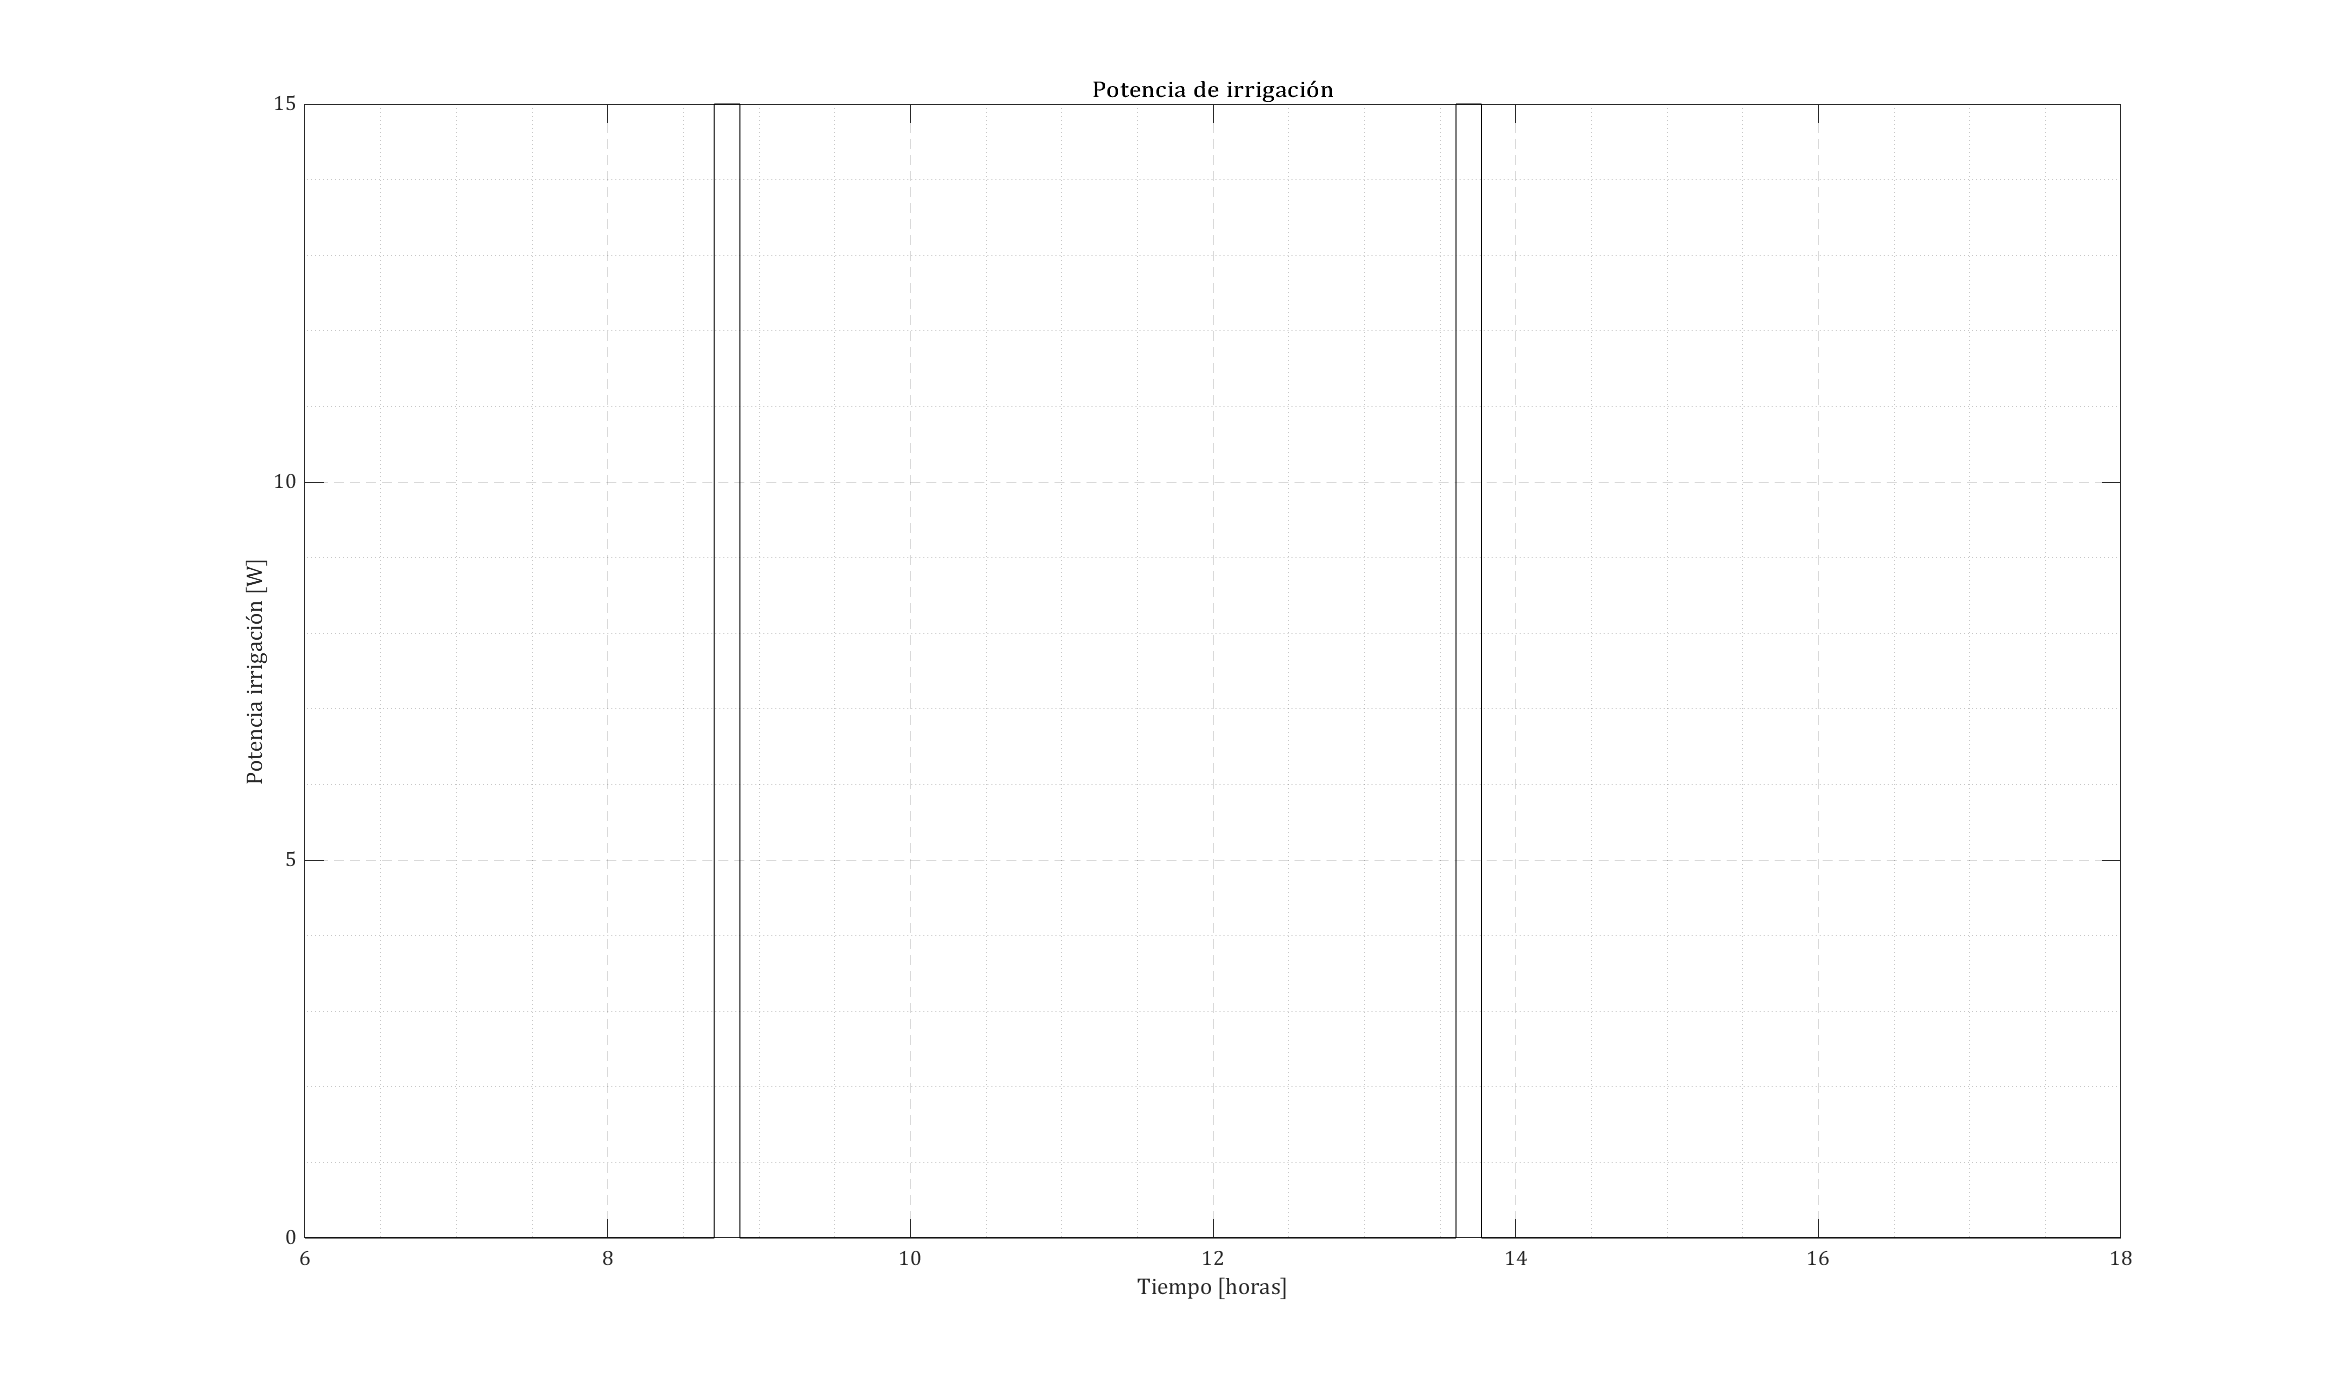 Potencia de irrigación
15
10
5
0
Potencia irrigación [W]
6 8 10 12 14 16 18
Tiempo [horas]